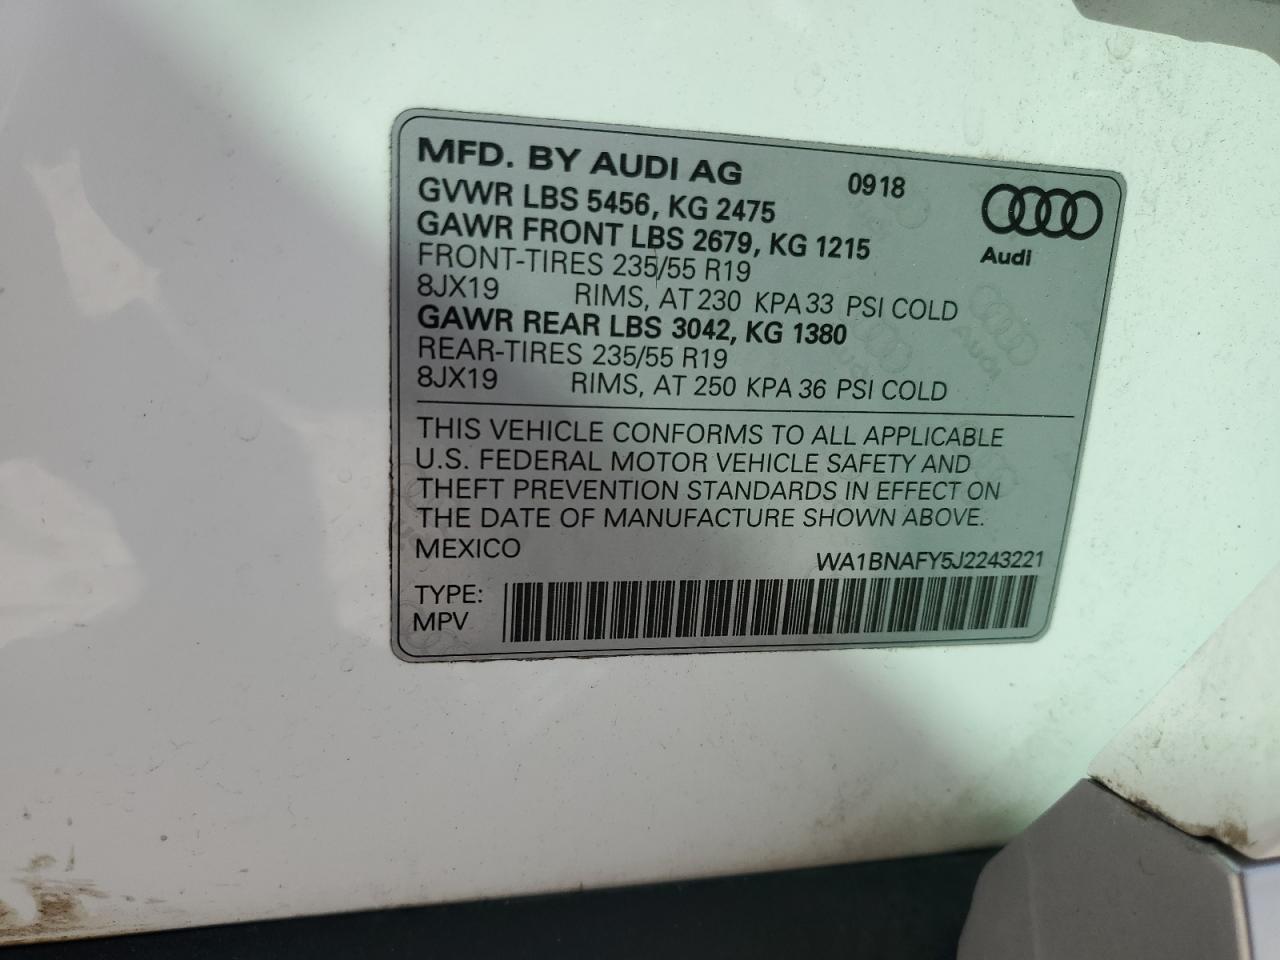 MFD. BY AUDI AG 0918
GVWR LBS 5456, KG 2475
GAWR FRONT LBS 2679, KG 1215
Audi
FRONT-TIRES 235/55 R19
8JX19 RIMS, AT 230 KPA 33 PSI COLD
GAWR REAR LBS 3042, KG 1380
REAR-TIRES 235/55 R19
8JX19 RIMS, AT 250 KPA 36 PSI COLD
THIS VEHICLE CONFORMS TO ALL APPLICABLE
U.S. FEDERAL MOTOR VEHICLE SAFETY AND
THEFT PREVENTION STANDARDS IN EFFECT ON
THE DATE OF MANUFACTURE SHOWN ABOVE.
MEXICO WA1BNAFY5J2243221
TYPE:
MPV